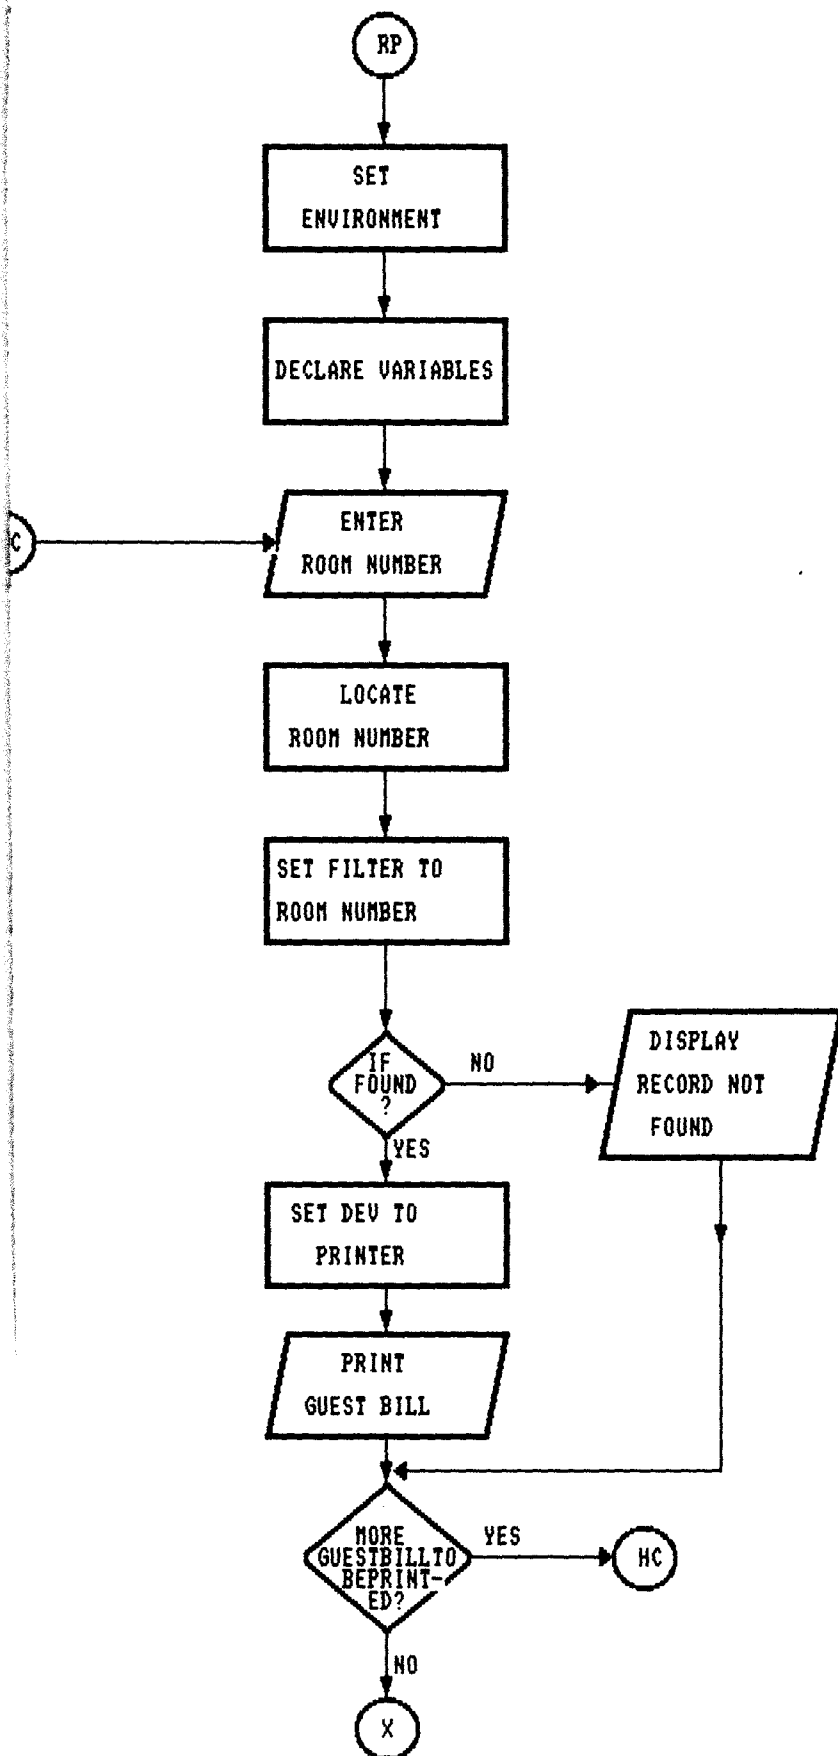 RP
SET
ENVIRONMENT
DECLARE VARIABLES
C
ENTER
ROOM NUMBER
LOCATE
ROOM NUMBER
SET FILTER TO
ROOM NUMBER
IF
FOUND
?
NO
DISPLAY
RECORD NOT
FOUND
YES
SET DEV TO
PRINTER
PRINT
GUEST BILL
MORE
GUESTBILLTO
BEPRINT-
ED?
YES
HC
NO
X